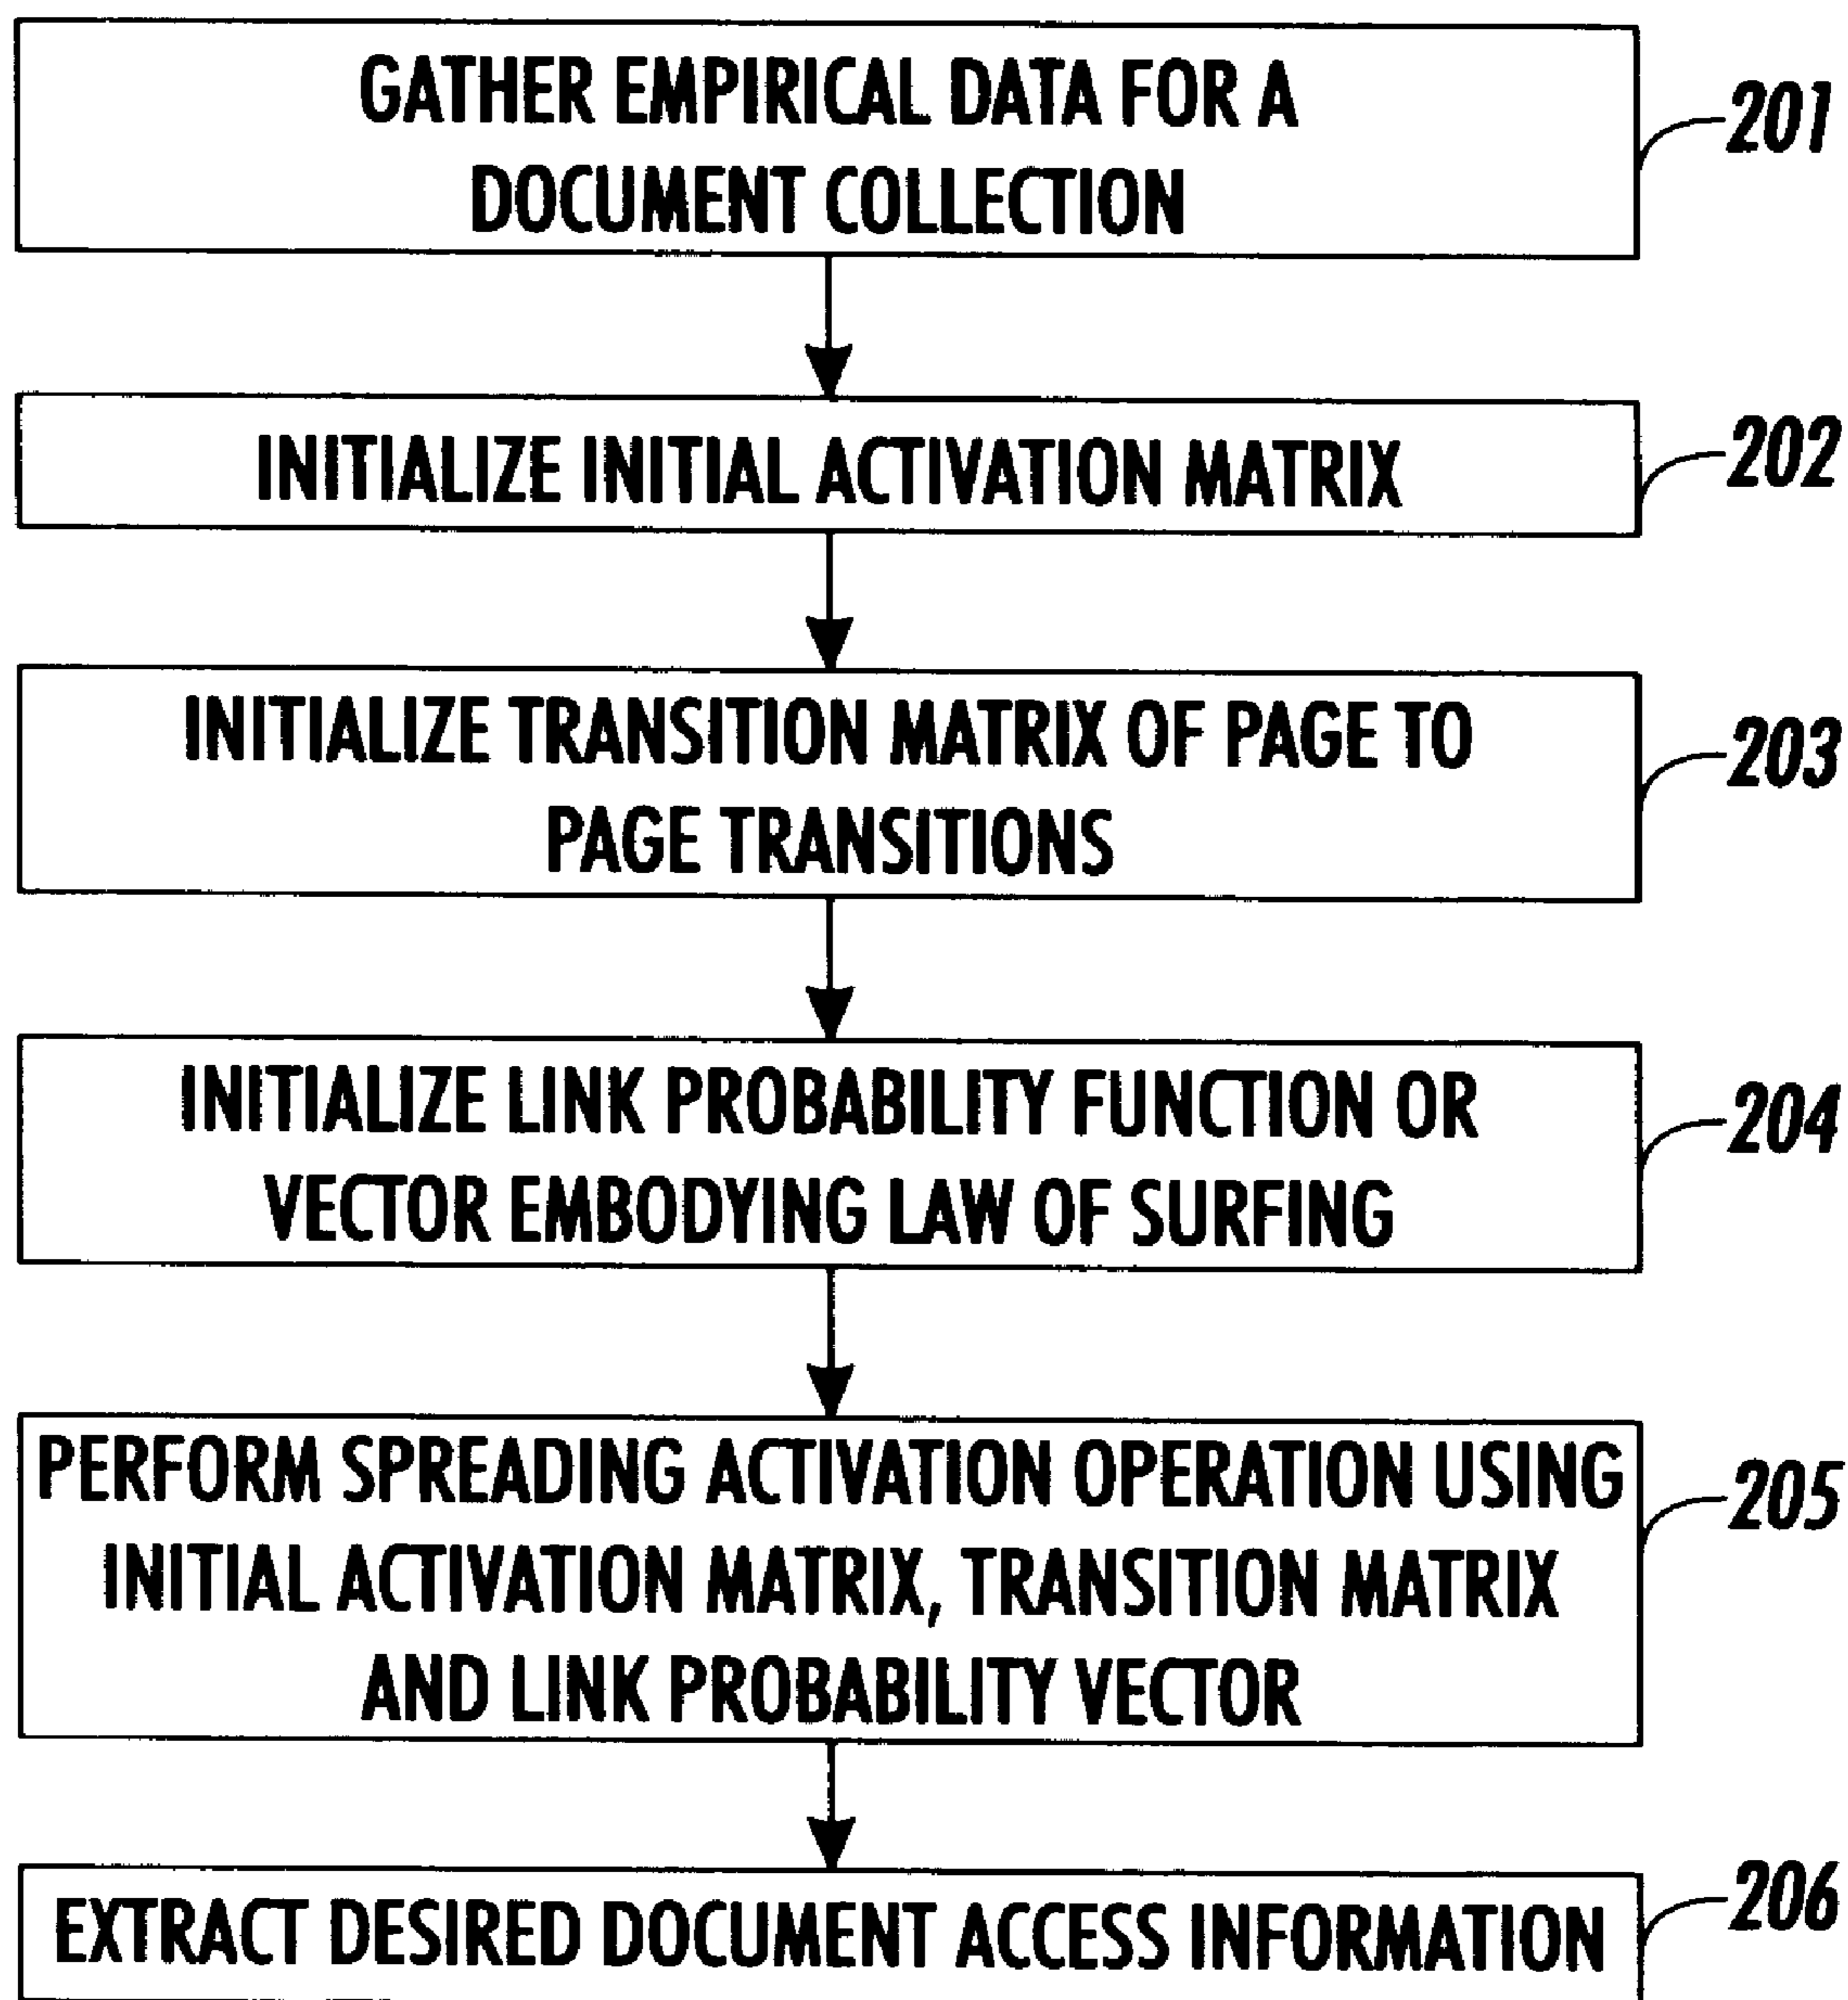 GATHER EMPIRICAL DATA FOR A
DOCUMENT COLLECTION
201
INITIALIZE INITIAL ACTIVATION MATRIX
202
INITIALIZE TRANSITION MATRIX OF PAGE TO
PAGE TRANSITIONS
203
INITIALIZE LINK PROBABILITY FUNCTION OR
VECTOR EMBODYING LAW OF SURFING
204
PERFORM SPREADING ACTIVATION OPERATION USING
INITIAL ACTIVATION MATRIX, TRANSITION MATRIX
AND LINK PROBABILITY VECTOR
205
EXTRACT DESIRED DOCUMENT ACCESS INFORMATION
206